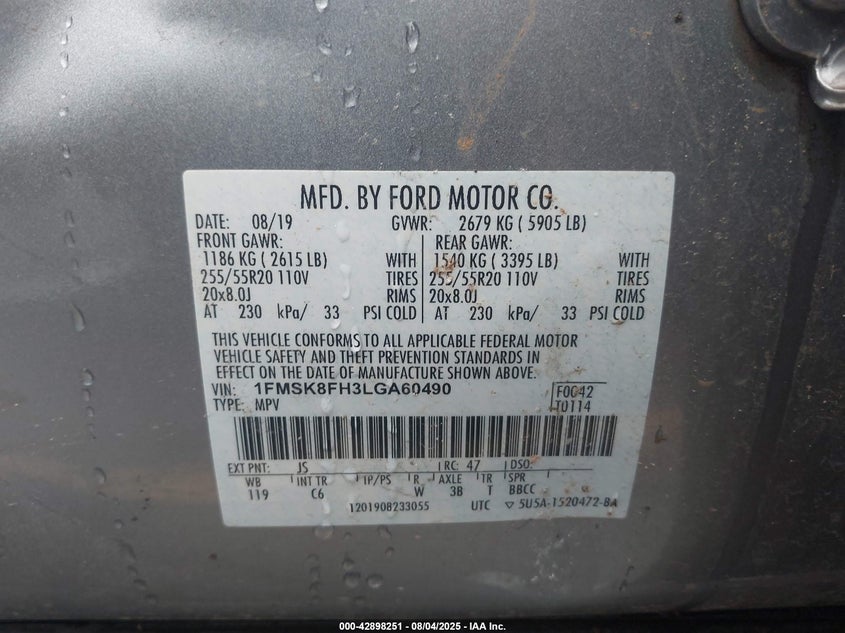 MFD. BY FORD MOTOR CO.
DATE: 08/19 GVWR: 2679 KG ( 5905 LB)
FRONT GAWR: REAR GAWR:
1186 KG ( 2615 LB) WITH 1540 KG ( 3395 LB) WITH
255/55R20 110V TIRES 255/55R20 110V TIRES
20x8.0J RIMS 20x8.0J RIMS
AT 230 kPa/ 33 PSI COLD AT 230 kPa/ 33 PSI COLD
THIS VEHICLE CONFORMS TO ALL APPLICABLE FEDERAL MOTOR
VEHICLE SAFETY AND THEFT PREVENTION STANDARDS IN
EFFECT ON THE DATE OF MANUFACTURE SHOWN ABOVE.
VIN: 1FMSK8FH3LGA60490 F0042
TYPE: MPV T0114
EXT PNT: JS RC: 47 DSO:
WB INT TR TP/PS R AXLE TR SPR
119 C6 W 3B T BBCC
1201908233055 UTC ▽ 5U5A-1520472-BA
000-42898251 - 08/04/2025 - IAA Inc.